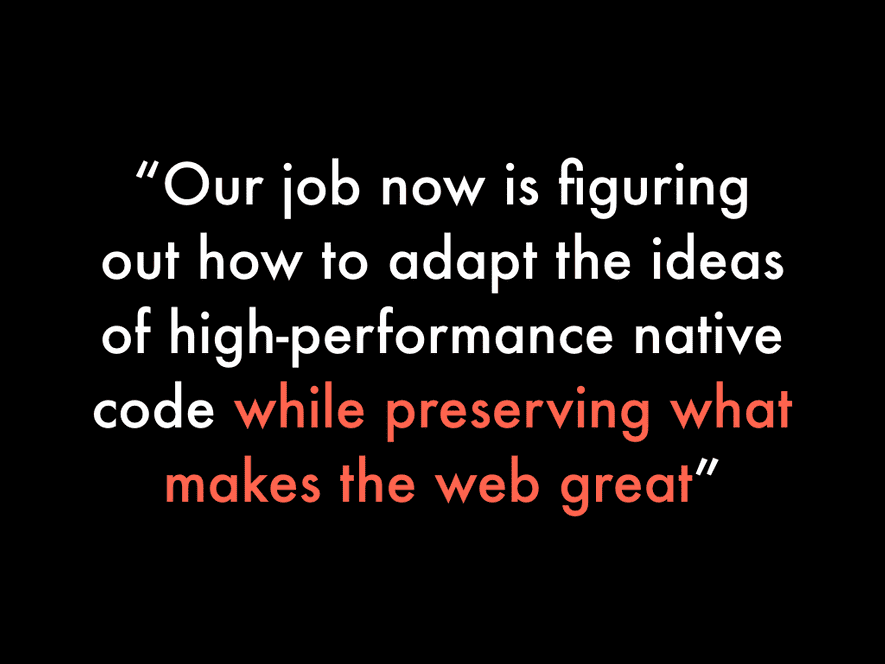 “Our job now is figuring
out how to adapt the ideas
of high-performance native
code while preserving what
makes the web great”